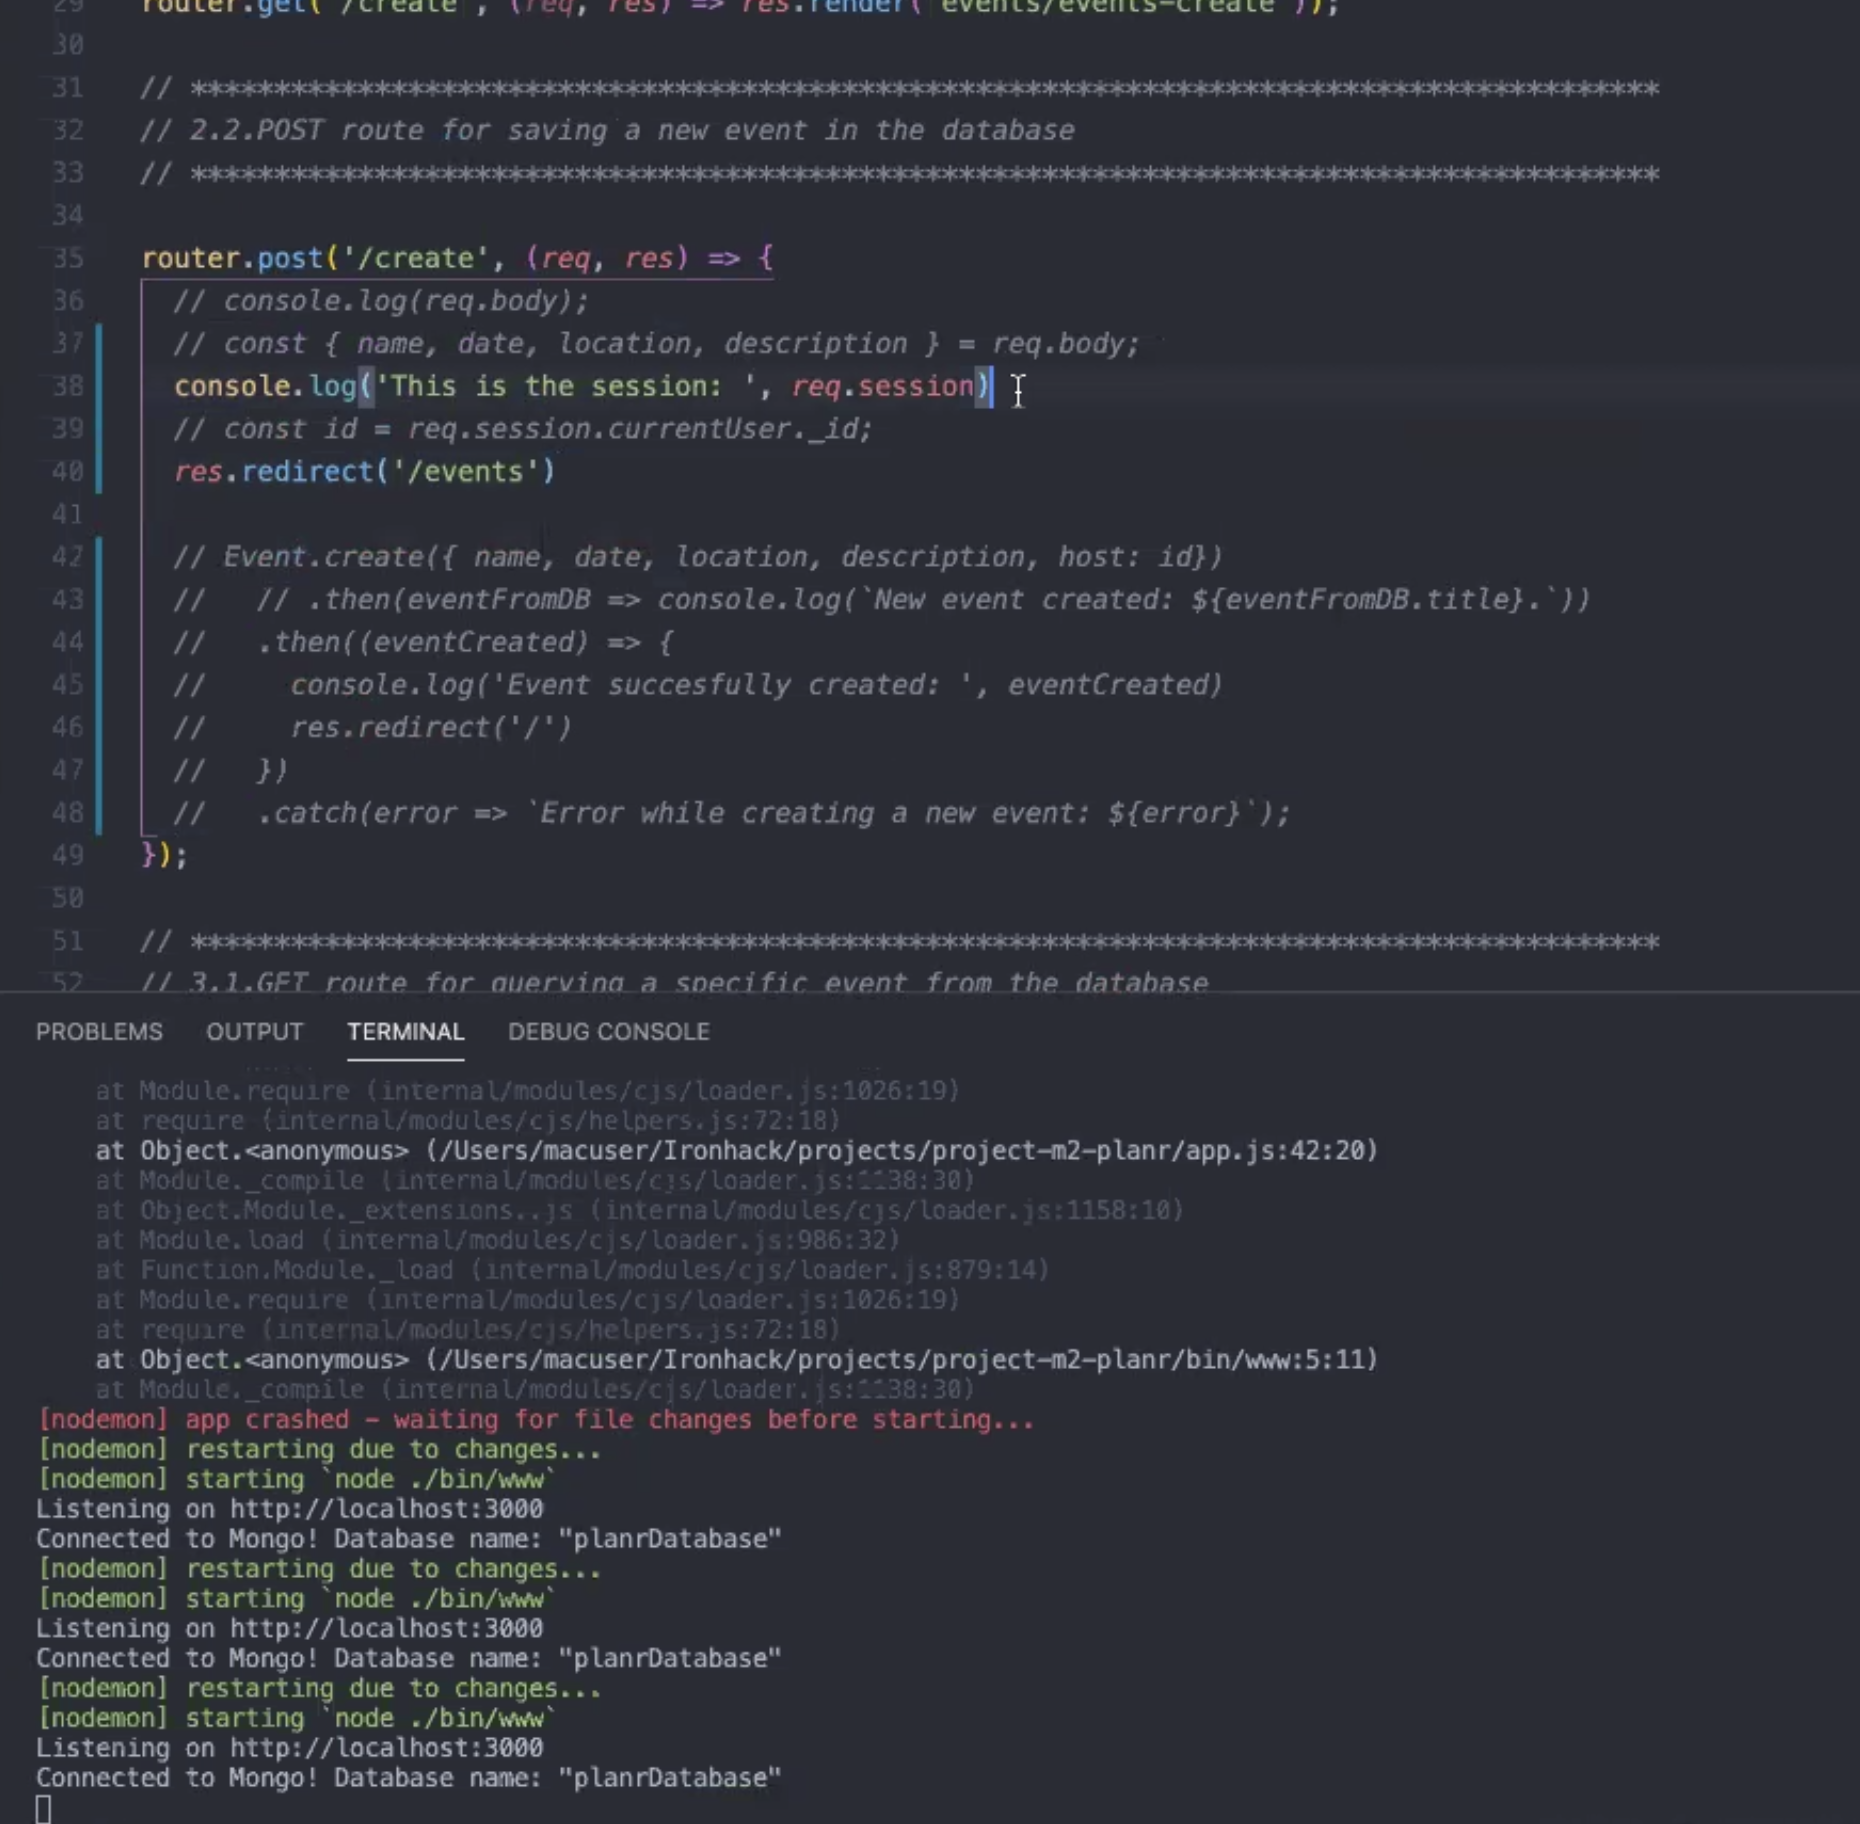 29 router.get('/create', (req, res) => res.render('events/events-create'));
30
31 // ****************************************************************************************
32 // 2.2.POST route for saving a new event in the database
33 // ****************************************************************************************
34
35 router.post('/create', (req, res) => {
36 // console.log(req.body);
37 // const { name, date, location, description } = req.body;
38 console.log('This is the session: ', req.session)
39 // const id = req.session.currentUser._id;
40 res.redirect('/events')
41
42 // Event.create({ name, date, location, description, host: id})
43 //   // .then(eventFromDB => console.log(`New event created: ${eventFromDB.title}.`))
44 //   .then((eventCreated) => {
45 //     console.log('Event succesfully created: ', eventCreated)
46 //     res.redirect('/')
47 //   })
48 //   .catch(error => `Error while creating a new event: ${error}`);
49 });
50
51 // ****************************************************************************************
52 // 3.1.GET route for querying a specific event from the database
PROBLEMS OUTPUT TERMINAL DEBUG CONSOLE
at Module.require (internal/modules/cjs/loader.js:1026:19)
at require (internal/modules/cjs/helpers.js:72:18)
at Object.<anonymous> (/Users/macuser/Ironhack/projects/project-m2-planr/app.js:42:20)
at Module._compile (internal/modules/cjs/loader.js:1138:30)
at Object.Module._extensions..js (internal/modules/cjs/loader.js:1158:10)
at Module.load (internal/modules/cjs/loader.js:986:32)
at Function.Module._load (internal/modules/cjs/loader.js:879:14)
at Module.require (internal/modules/cjs/loader.js:1026:19)
at require (internal/modules/cjs/helpers.js:72:18)
at Object.<anonymous> (/Users/macuser/Ironhack/projects/project-m2-planr/bin/www:5:11)
at Module._compile (internal/modules/cjs/loader.js:1138:30)
[nodemon] app crashed - waiting for file changes before starting...
[nodemon] restarting due to changes...
[nodemon] starting `node ./bin/www`
Listening on http://localhost:3000
Connected to Mongo! Database name: "planrDatabase"
[nodemon] restarting due to changes...
[nodemon] starting `node ./bin/www`
Listening on http://localhost:3000
Connected to Mongo! Database name: "planrDatabase"
[nodemon] restarting due to changes...
[nodemon] starting `node ./bin/www`
Listening on http://localhost:3000
Connected to Mongo! Database name: "planrDatabase"